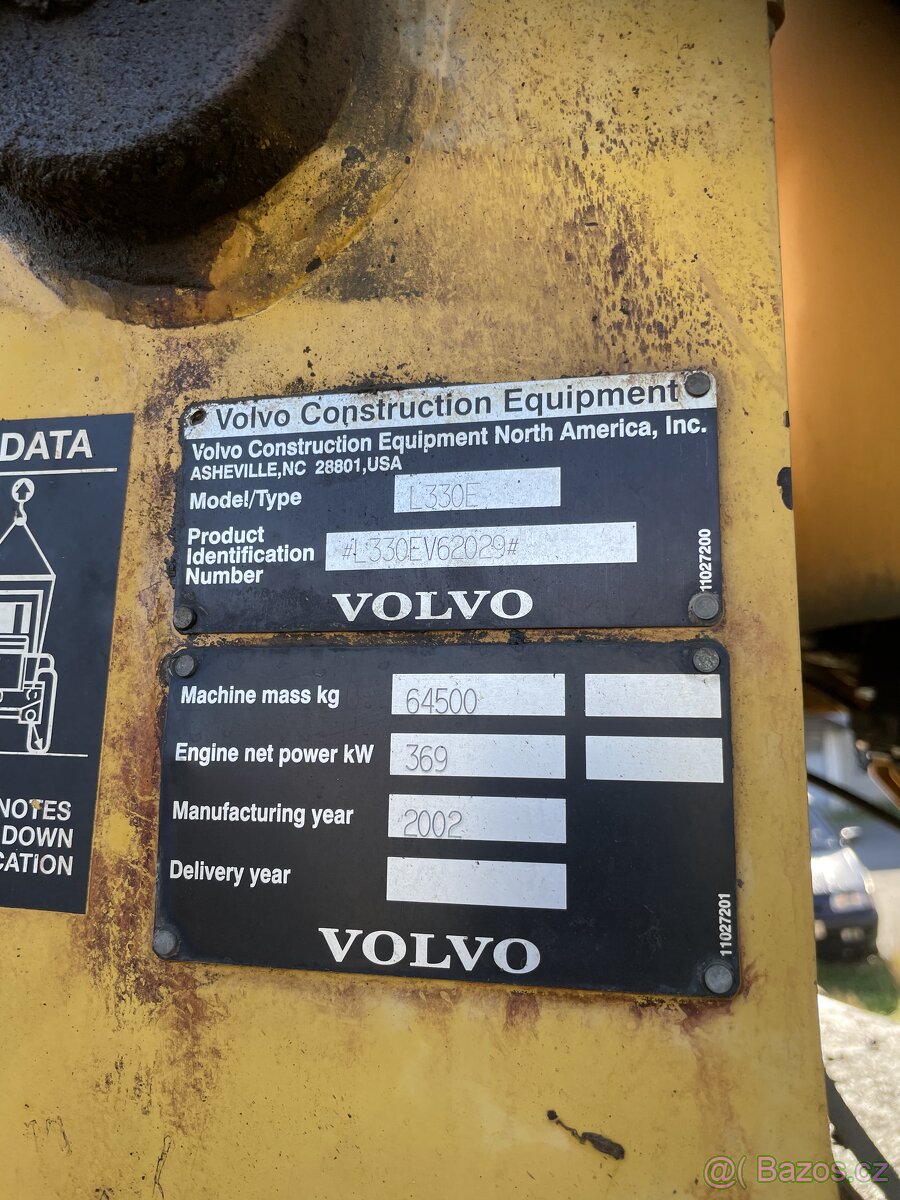 DATA
NOTES
DOWN
CATION
Volvo Construction Equipment
Volvo Construction Equipment North America, Inc.
ASHEVILLE,NC 28801,USA
Model/Type L330E
Product
Identification
Number #L330EV62029#
11027200
VOLVO
Machine mass kg 64500
Engine net power kW 369
Manufacturing year 2002
Delivery year
11027201
VOLVO
@( Bazos.cz